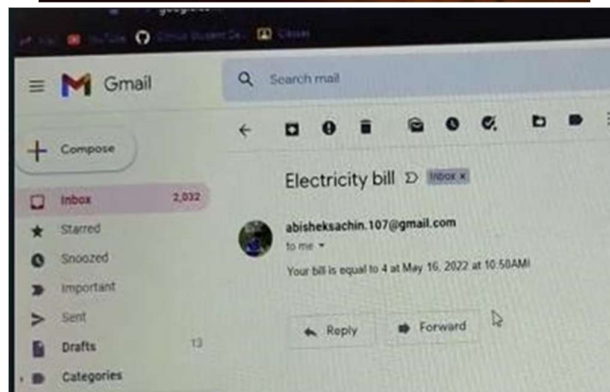 YouTube
Gmail
Search mail
Compose
Electricity bill
Inbox x
Inbox 2,032
Starred
abisheksachin.107@gmail.com
to me
Snoozed
Your bill is equal to 4 at May 16, 2022 at 10:50AM!
Important
Sent
Reply
Forward
Drafts 13
Categories